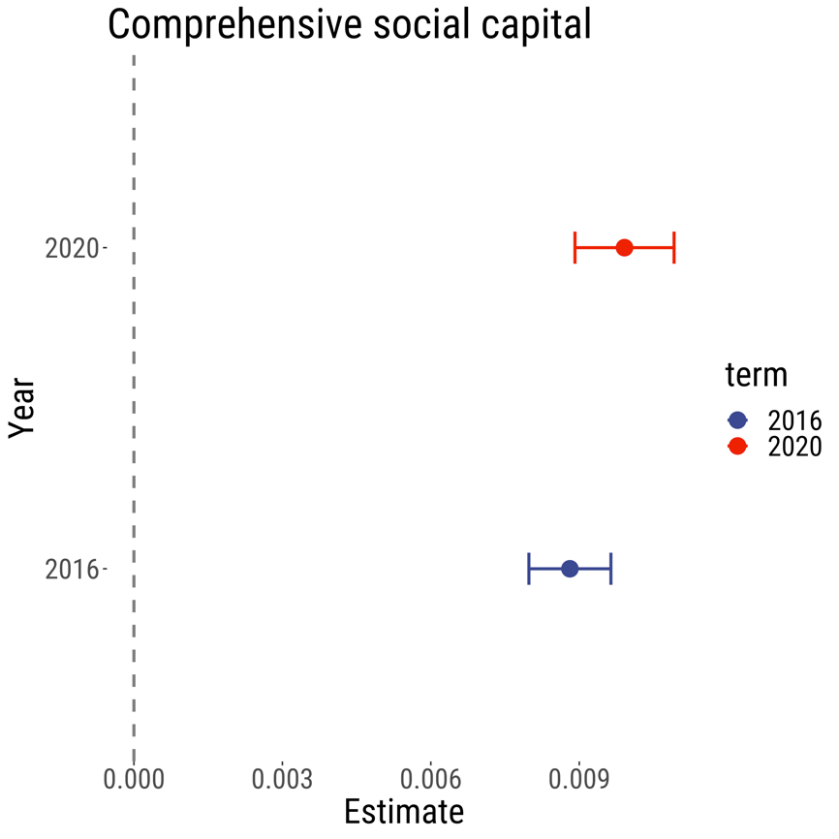 Comprehensive social capital
2020
Year
2016
term
2016
2020
0.000 0.003 0.006 0.009
Estimate